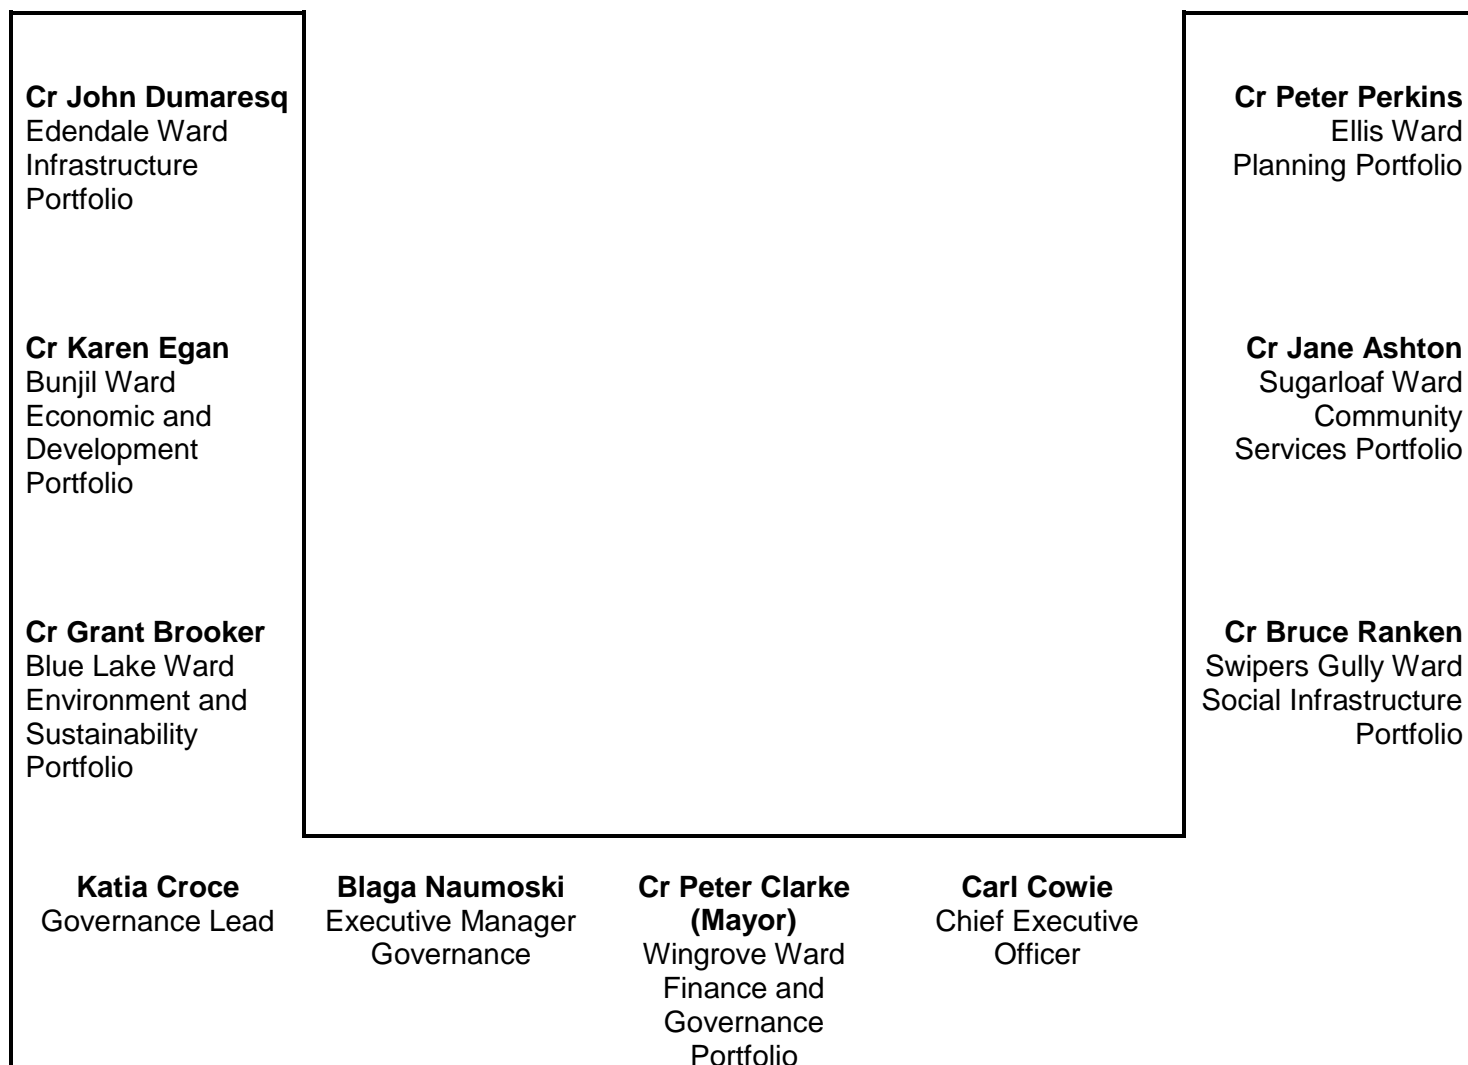 Cr John Dumaresq
Edendale Ward
Infrastructure
Portfolio
Cr Peter Perkins
Ellis Ward
Planning Portfolio
Cr Karen Egan
Bunjil Ward
Economic and
Development
Portfolio
Cr Jane Ashton
Sugarloaf Ward
Community
Services Portfolio
Cr Grant Brooker
Blue Lake Ward
Environment and
Sustainability
Portfolio
Cr Bruce Ranken
Swipers Gully Ward
Social Infrastructure
Portfolio
Katia Croce
Governance Lead
Blaga Naumoski
Executive Manager
Governance
Cr Peter Clarke
(Mayor)
Wingrove Ward
Finance and
Governance
Portfolio
Carl Cowie
Chief Executive
Officer